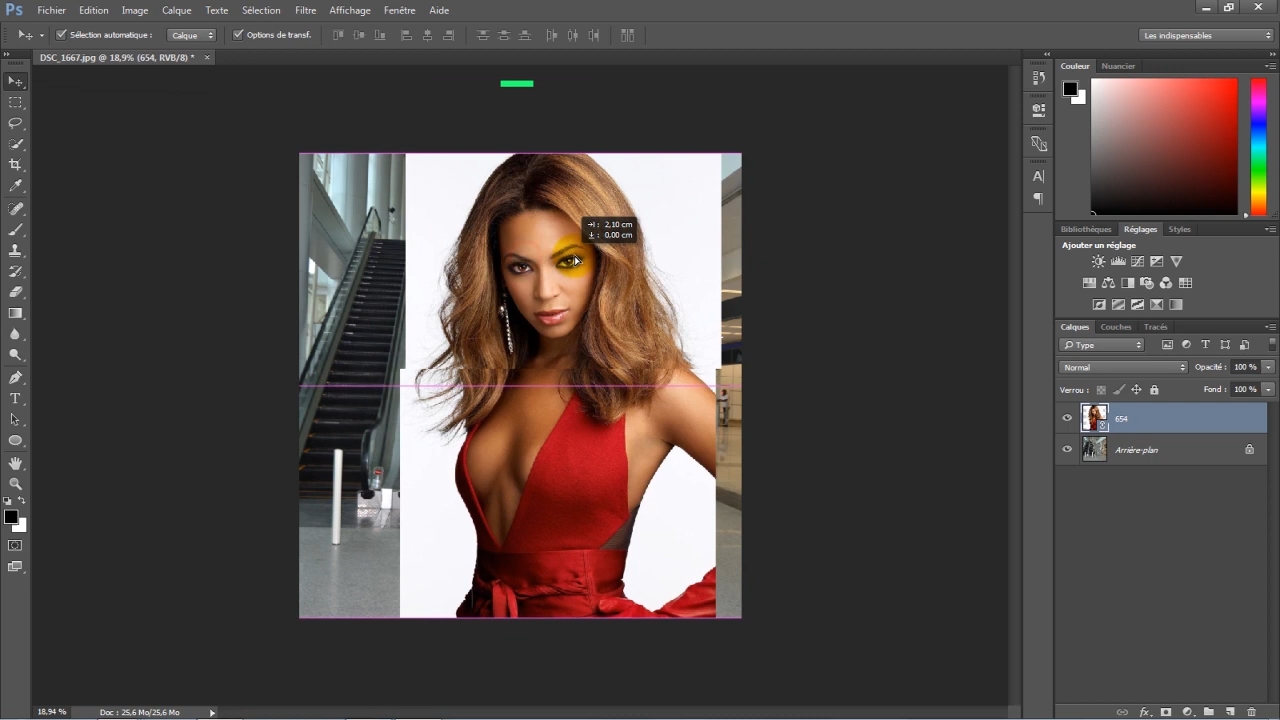 Ps Fichier Edition Image Calque Texte Sélection Filtre Affichage Fenêtre Aide
Sélection automatique : Calque Options de transf. Les indispensables
DSC_1667.jpg @ 18,9% (654, RVB/8) * ×
Couleur Nuancier
→| : 2,10 cm
: 0,00 cm
Bibliothèques Réglages Styles
Ajouter un réglage
Calques Couches Tracés
Type
Normal Opacité : 100 %
Verrou : Fond : 100 %
654
Arrière-plan
18,94 % Doc : 25,6 Mo/25,6 Mo
fx